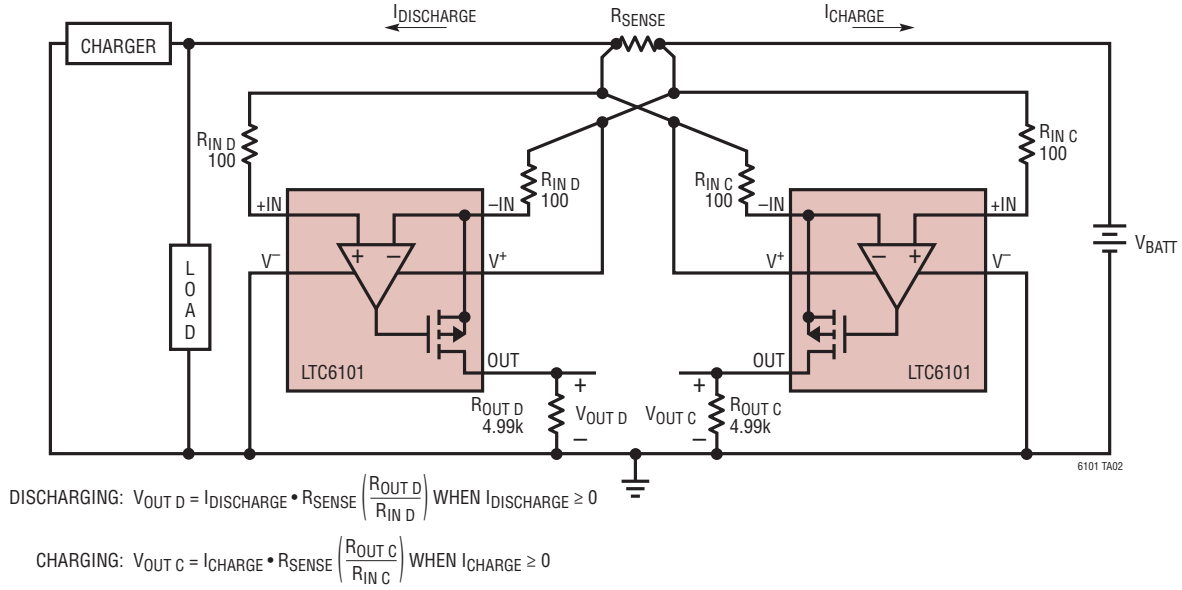 IDISCHARGE
RSENSE
ICHARGE
CHARGER
RIN D
100
RIN D
100
RIN C
100
RIN C
100
+IN
–IN
–IN
+IN
V–
+
–
V+
V+
–
+
V–
VBATT
L
O
A
D
LTC6101
OUT
OUT
LTC6101
ROUT D
4.99k
+
VOUT D
–
VOUT C
+
–
ROUT C
4.99k
6101 TA02
DISCHARGING: VOUT D = IDISCHARGE • RSENSE (ROUT D / RIN D) WHEN IDISCHARGE ≥ 0
CHARGING: VOUT C = ICHARGE • RSENSE (ROUT C / RIN C) WHEN ICHARGE ≥ 0